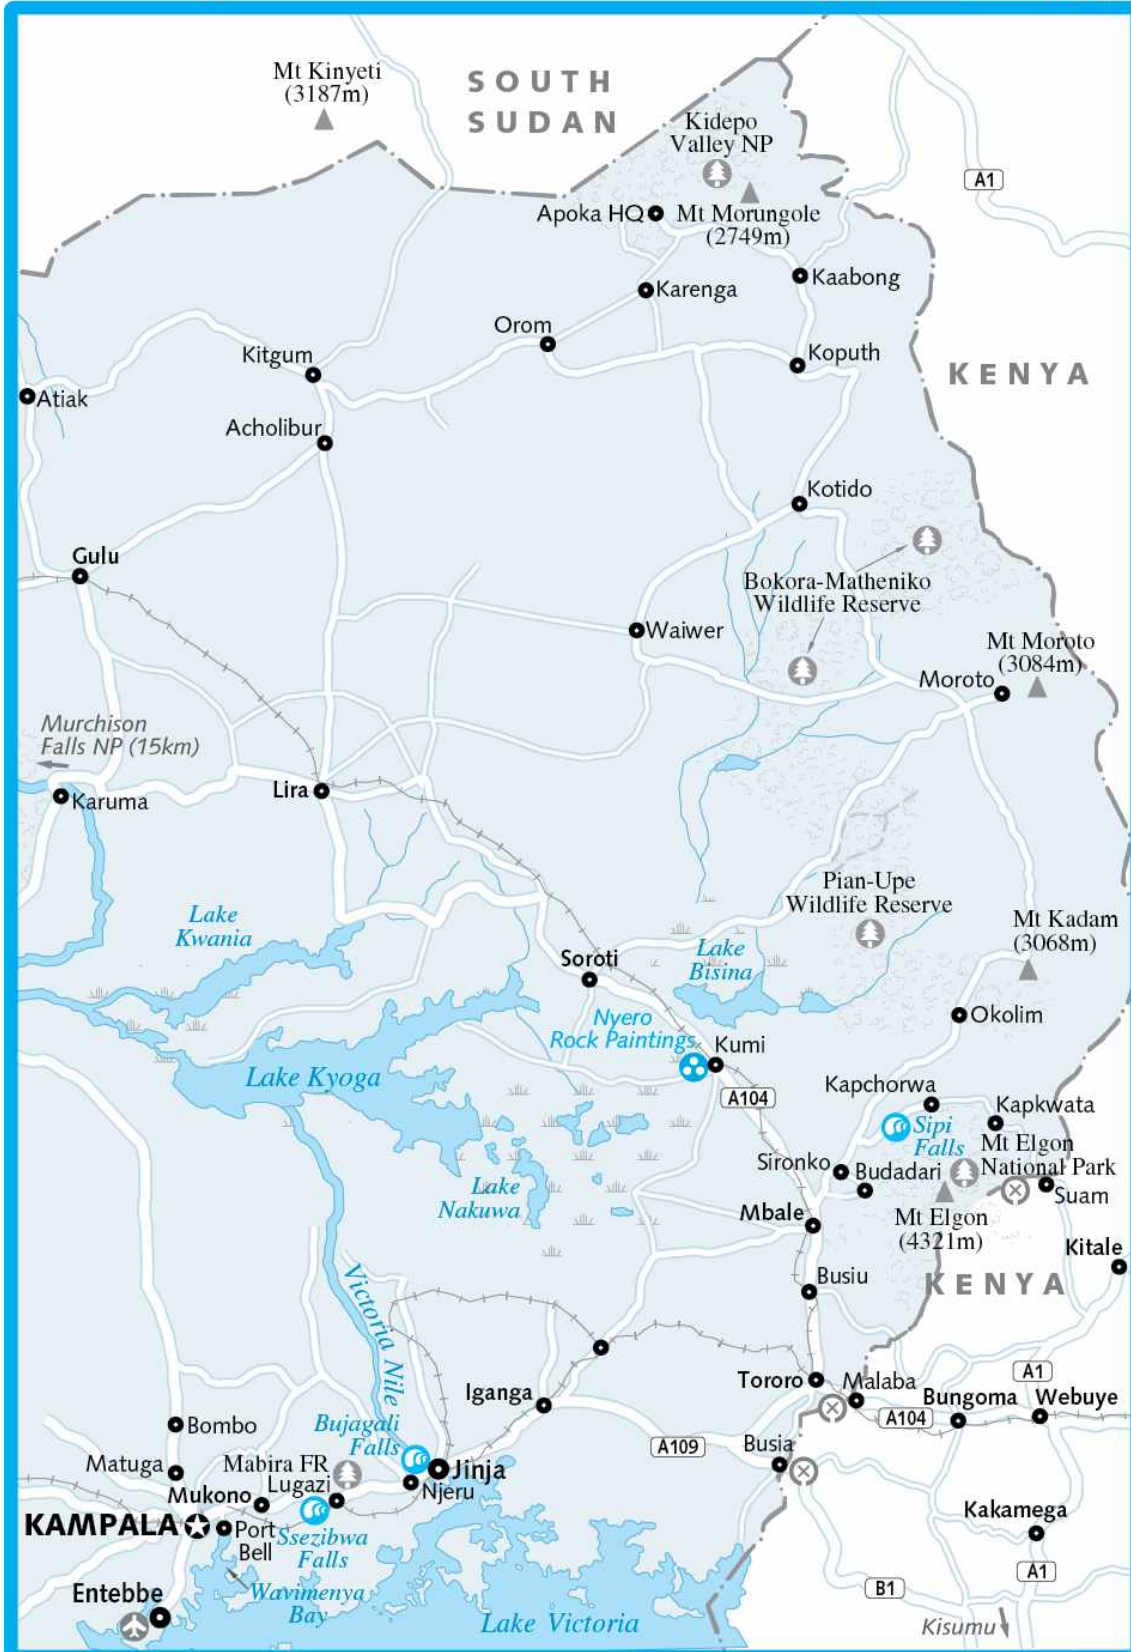 Mt Kinyeti
(3187m)
SOUTH
SUDAN
Kidepo
Valley NP
A1
Apoka HQ
Mt Morungole
(2749m)
Kaabong
Karenga
Orom
Kitgum
Koputh
KENYA
Atiak
Acholibur
Kotido
Gulu
Bokora-Matheniko
Wildlife Reserve
Waiwer
Mt Moroto
(3084m)
Moroto
Murchison
Falls NP (15km)
Lira
Karuma
Pian-Upe
Wildlife Reserve
Lake
Kwania
Mt Kadam
(3068m)
Soroti
Lake
Bisina
Nyero
Rock Paintings
Okolim
Kumi
Lake Kyoga
A104
Kapchorwa
Kapkwata
Sipi
Falls
Mt Elgon
National Park
Sironko
Budadari
Suam
Lake
Nakuwa
Mbale
Mt Elgon
(4321m)
Kitale
Busiu
KENYA
Victoria Nile
Tororo
Malaba
A1
Iganga
Bungoma
Webuye
A104
Bombo
Bujagali
Falls
A109
Busia
Matuga
Mabira FR
Lugazi
Jinja
Njeru
Mukono
Kakamega
KAMPALA
Port
Bell
Ssezibwa
Falls
A1
B1
Entebbe
Wavimenya
Bay
Lake Victoria
Kisumu